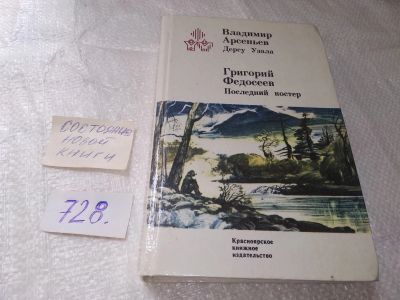 Владимир
Арсеньев
Дерсу Узала
Григорий
Федосеев
Последний костер
Красноярское
книжное
издательство
СОСТОЯНИЕ
НОВОЙ
КНИГИ
728.